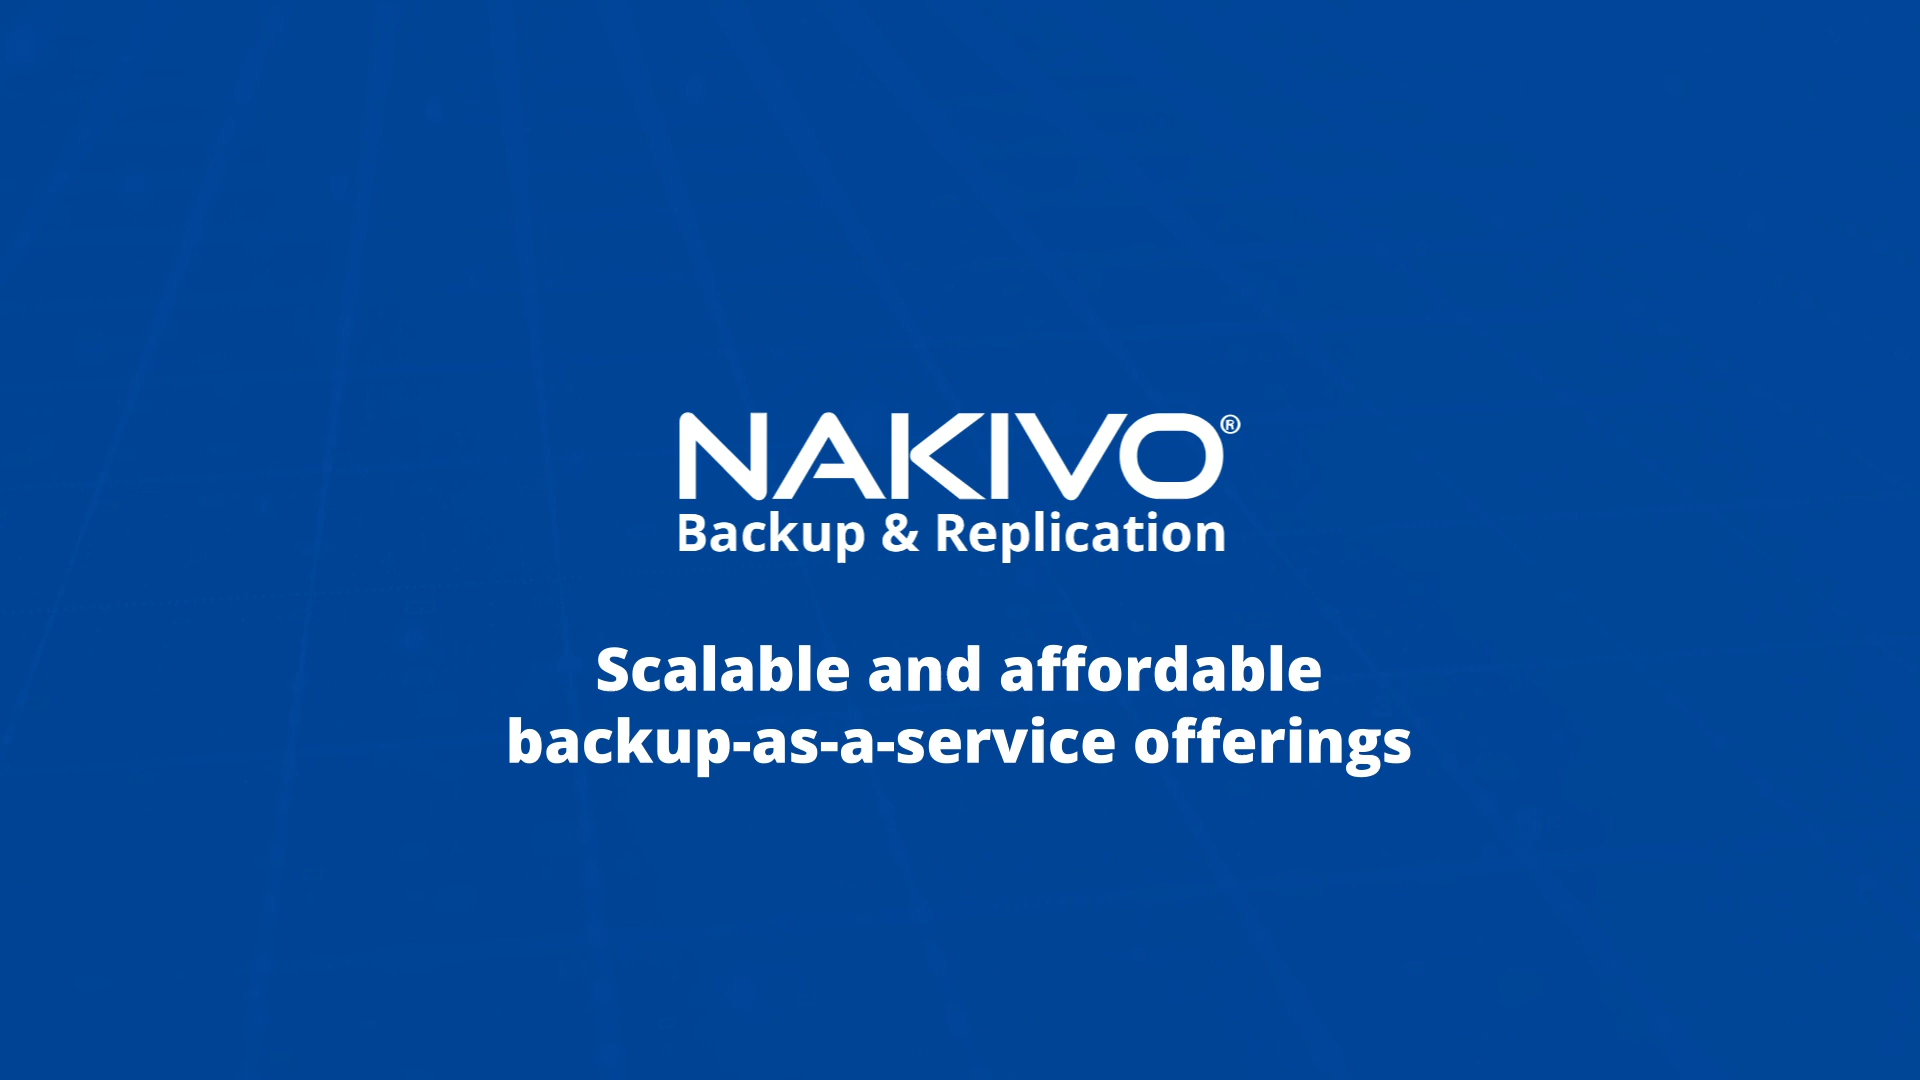 NAKIVO®
Backup & Replication
Scalable and affordable
backup-as-a-service offerings